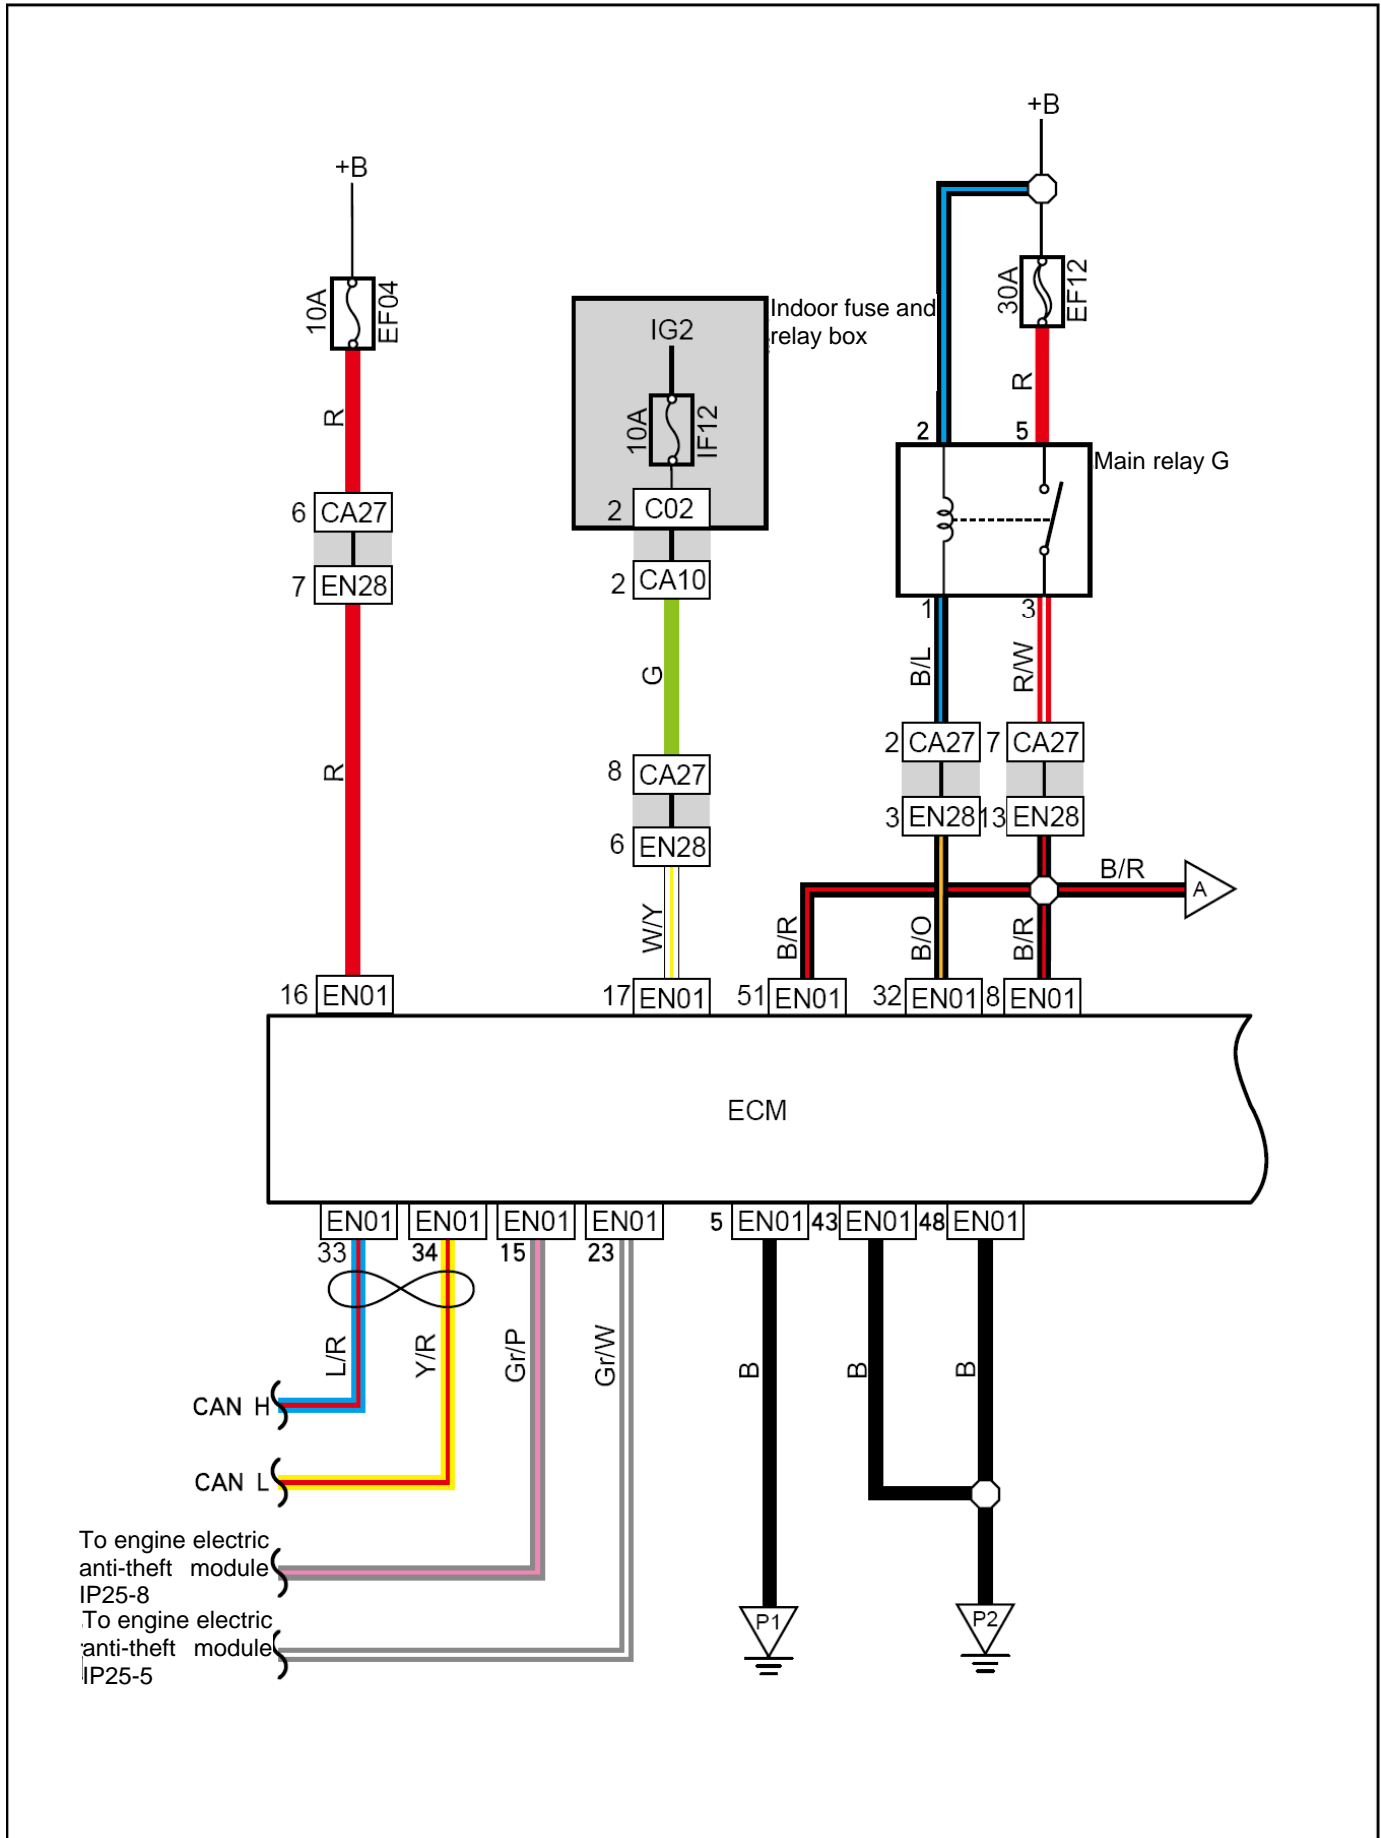 +B
+B
10A
EF04
Indoor fuse and
relay box
IG2
10A
IF12
30A
EF12
R
R
2
5
Main relay G
6 CA27
2 C02
7 EN28
2 CA10
1
3
G
B/L
R/W
2 CA27 7 CA27
8 CA27
R
3 EN28 13 EN28
6 EN28
B/R
A
W/Y
B/R
B/O
B/R
16 EN01
17 EN01
51 EN01
32 EN01
8 EN01
ECM
EN01
EN01
EN01
EN01
5 EN01
43 EN01
48 EN01
33
34
15
23
L/R
Y/R
Gr/P
Gr/W
B
B
B
CAN H
CAN L
To engine electric
anti-theft module
IP25-8
To engine electric
anti-theft module
IP25-5
P1
P2